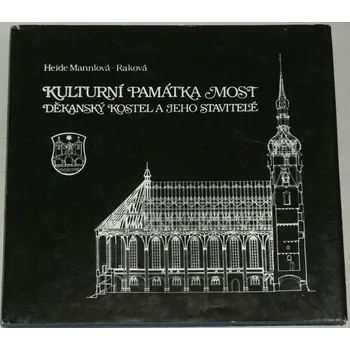 Heide Mannlová-Raková
KULTURNÍ PAMÁTKA MOST
DĚKANSKÝ KOSTEL A JEHO STAVITELÉ